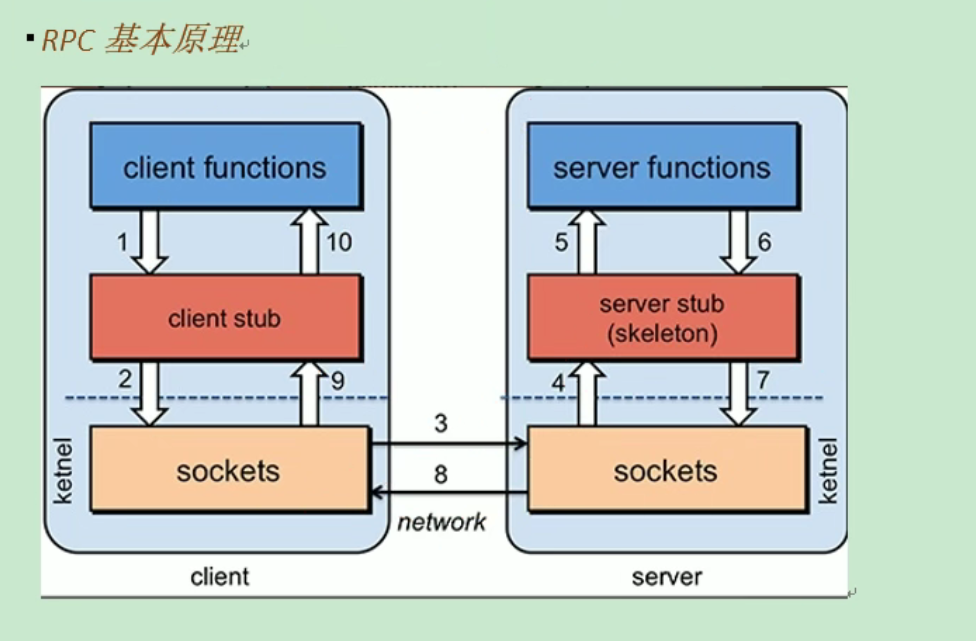 ▪ RPC 基本原理
client functions
server functions
1
10
5
6
client stub
server stub
(skeleton)
2
9
4
7
3
ketnel
sockets
8
sockets
ketnel
network
client
server